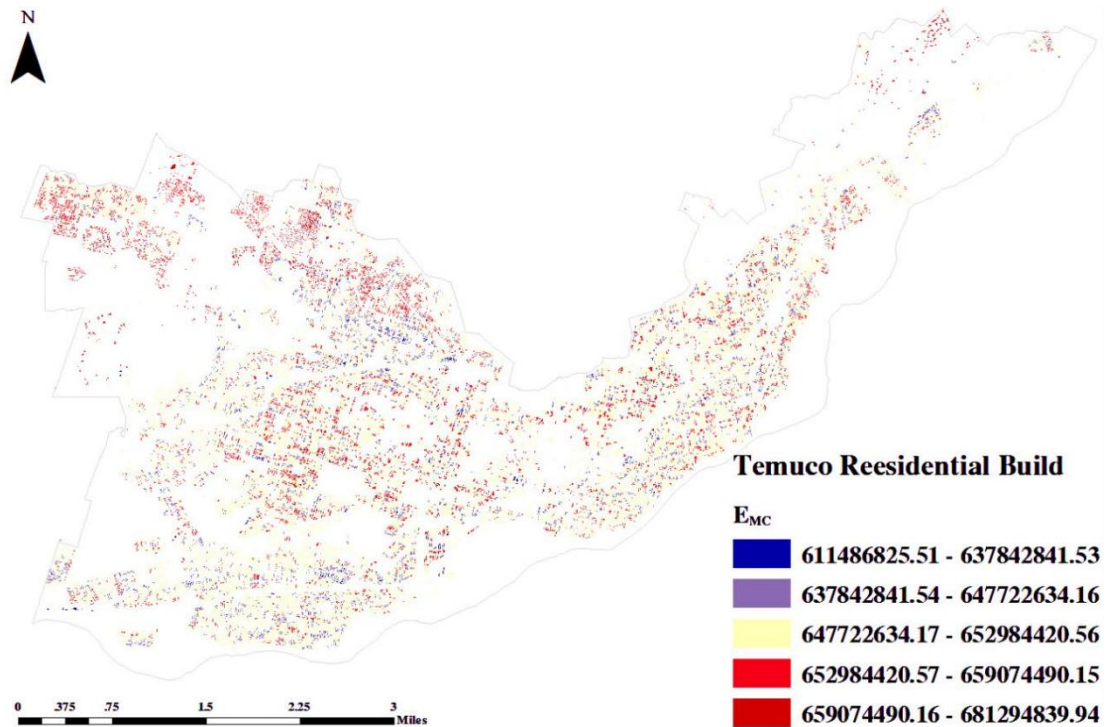 N
Temuco Reesidential Build
EMC
611486825.51 - 637842841.53
637842841.54 - 647722634.16
647722634.17 - 652984420.56
652984420.57 - 659074490.15
659074490.16 - 681294839.94
0 .375 .75 1.5 2.25 3
Miles